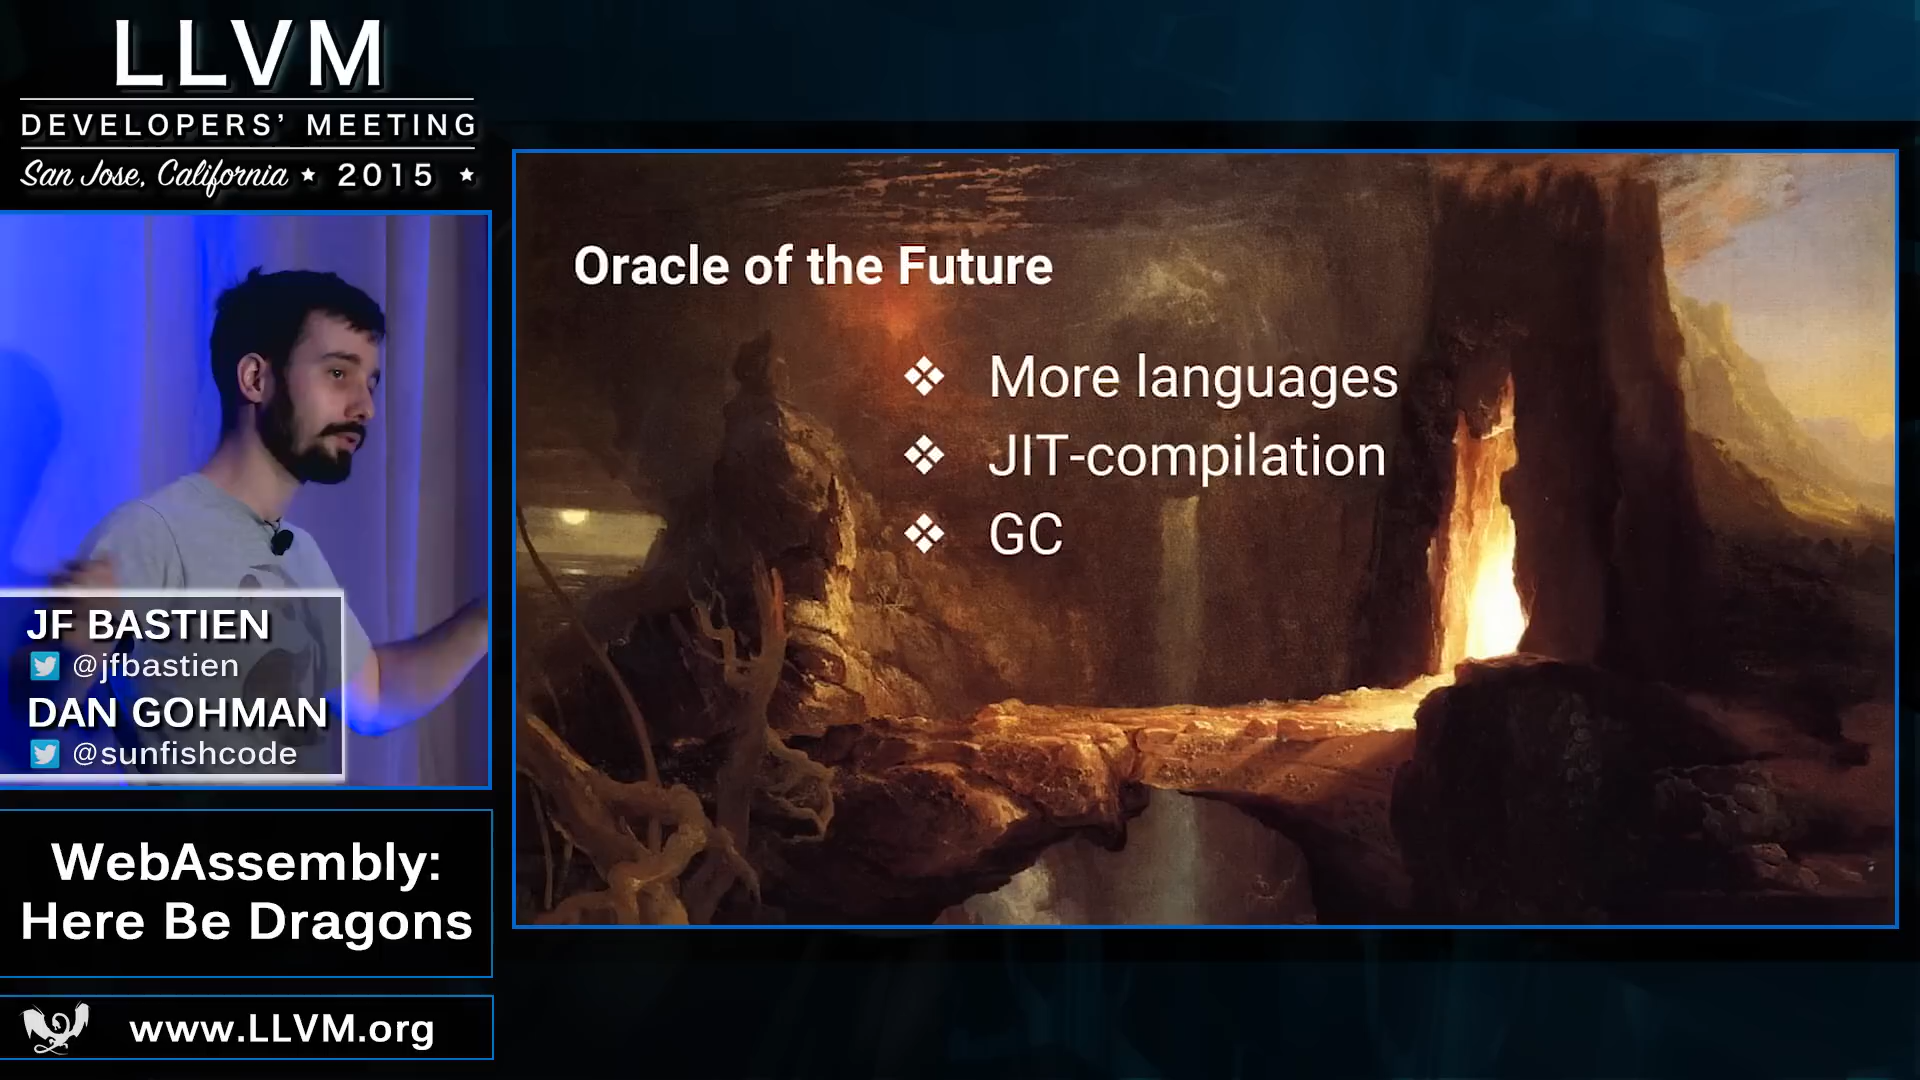 LLVM
DEVELOPERS’ MEETING
San Jose, California ★ 2015 ★
Oracle of the Future
❖ More languages
❖ JIT-compilation
❖ GC
JF BASTIEN
@jfbastien
DAN GOHMAN
@sunfishcode
WebAssembly:
Here Be Dragons
www.LLVM.org